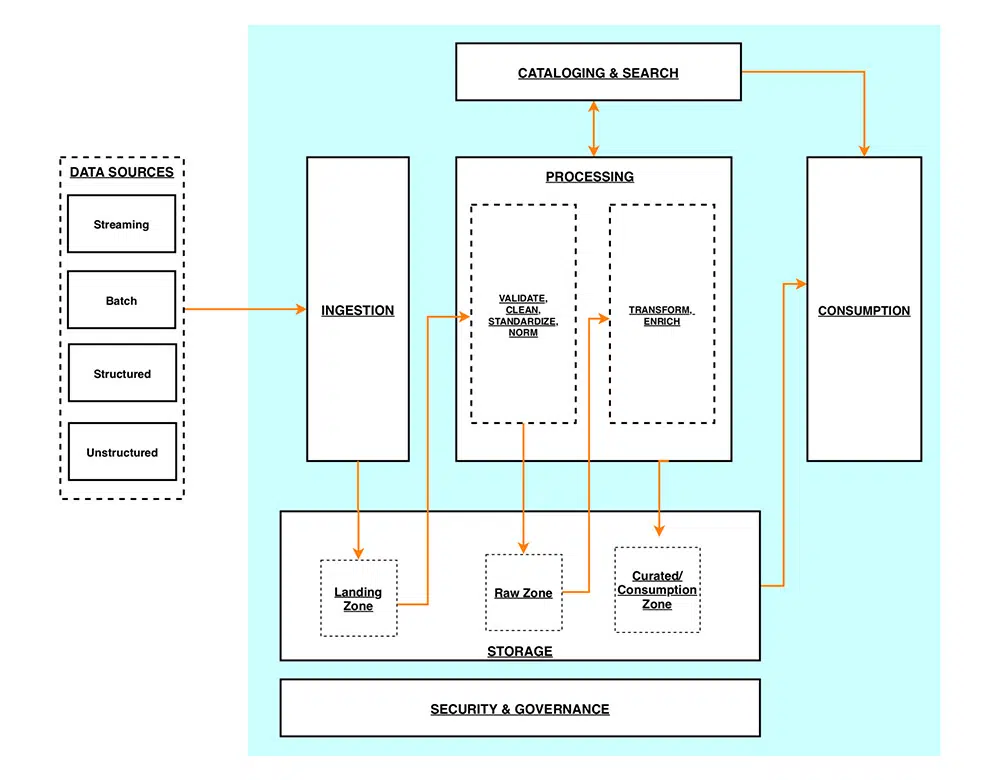 CATALOGING & SEARCH
DATA SOURCES
Streaming
Batch
Structured
Unstructured
INGESTION
PROCESSING
VALIDATE,
CLEAN,
STANDARDIZE,
NORM
TRANSFORM,
ENRICH
CONSUMPTION
Landing
Zone
Raw Zone
Curated/
Consumption
Zone
STORAGE
SECURITY & GOVERNANCE